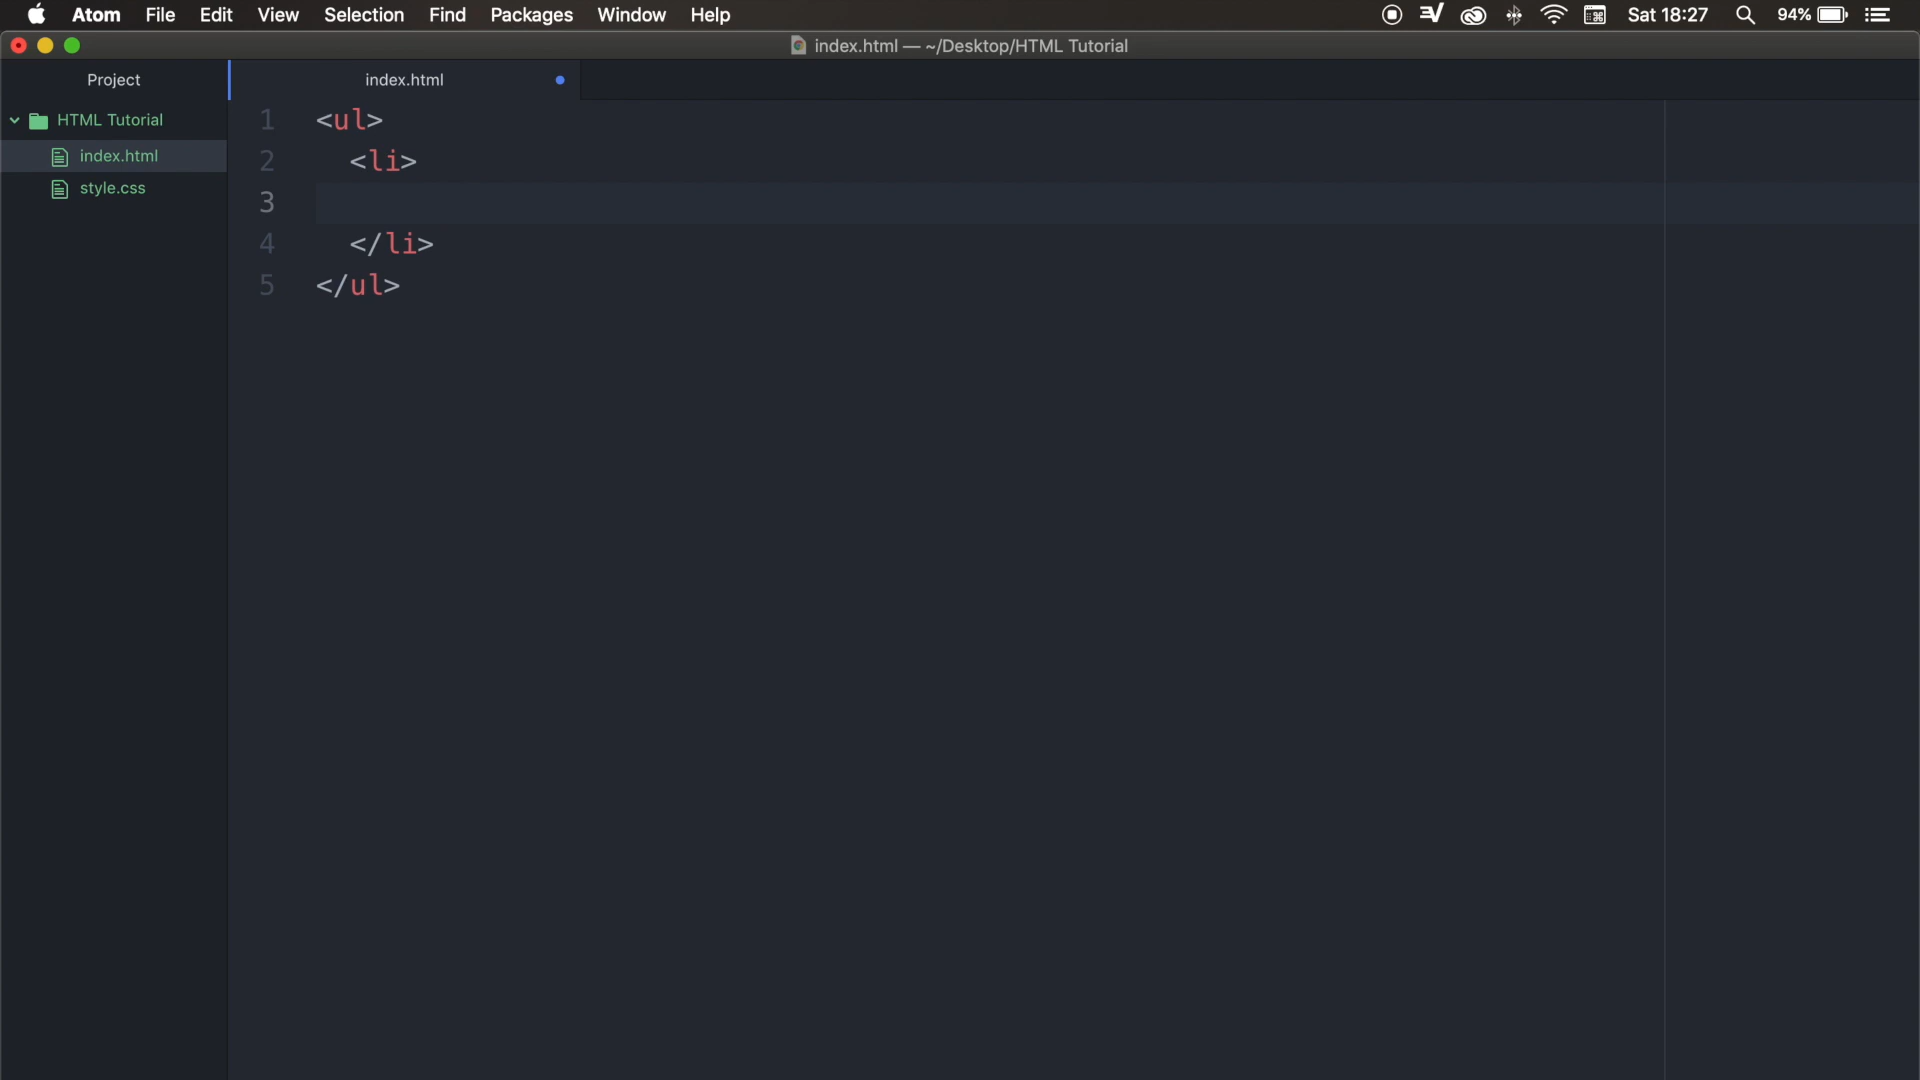 Atom File Edit View Selection Find Packages Window Help Sat 18:27 94%
index.html — ~/Desktop/HTML Tutorial
Project
HTML Tutorial
index.html
style.css
index.html
1 <ul>
2 <li>
3
4 </li>
5 </ul>